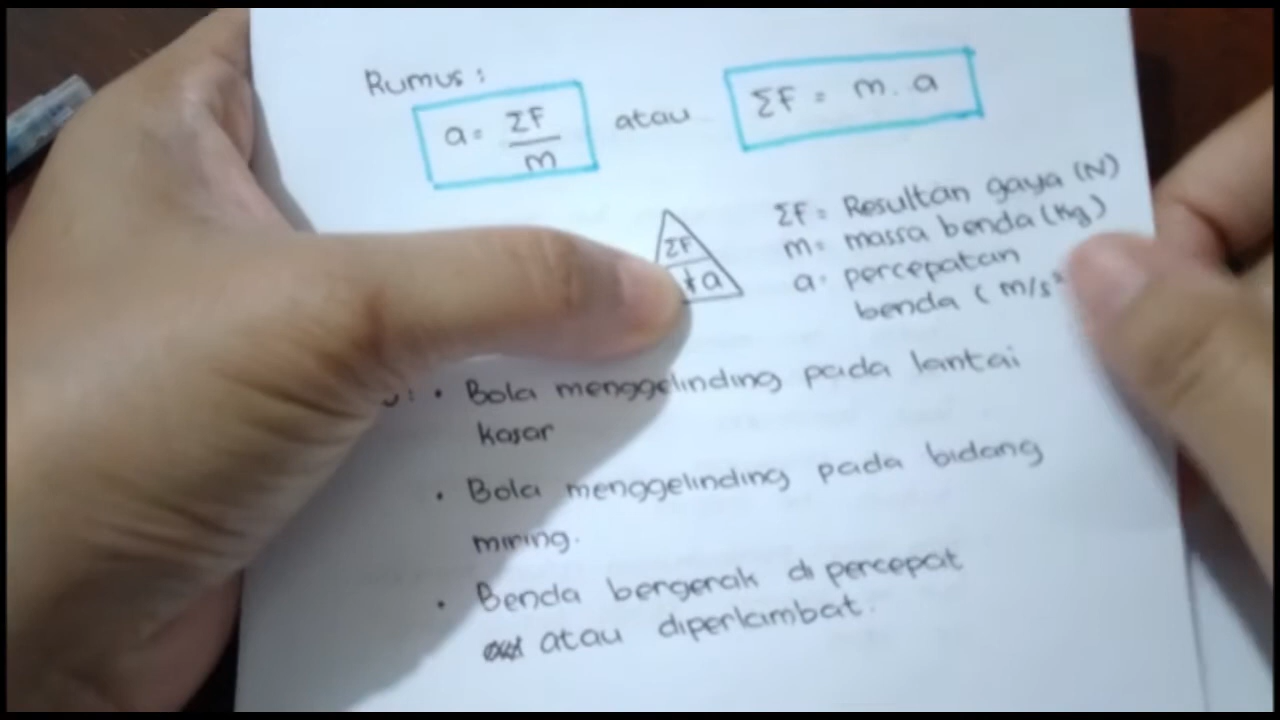 Rumus :
a = ΣF / m atau ΣF = m . a
ΣF
a
ΣF = Resultan gaya (N)
m = massa benda (Kg)
a = percepatan
benda ( m/s²
• Bola menggelinding pada lantai
kasar
• Bola menggelinding pada bidang
miring.
• Benda bergerak di percepat
atau diperlambat.